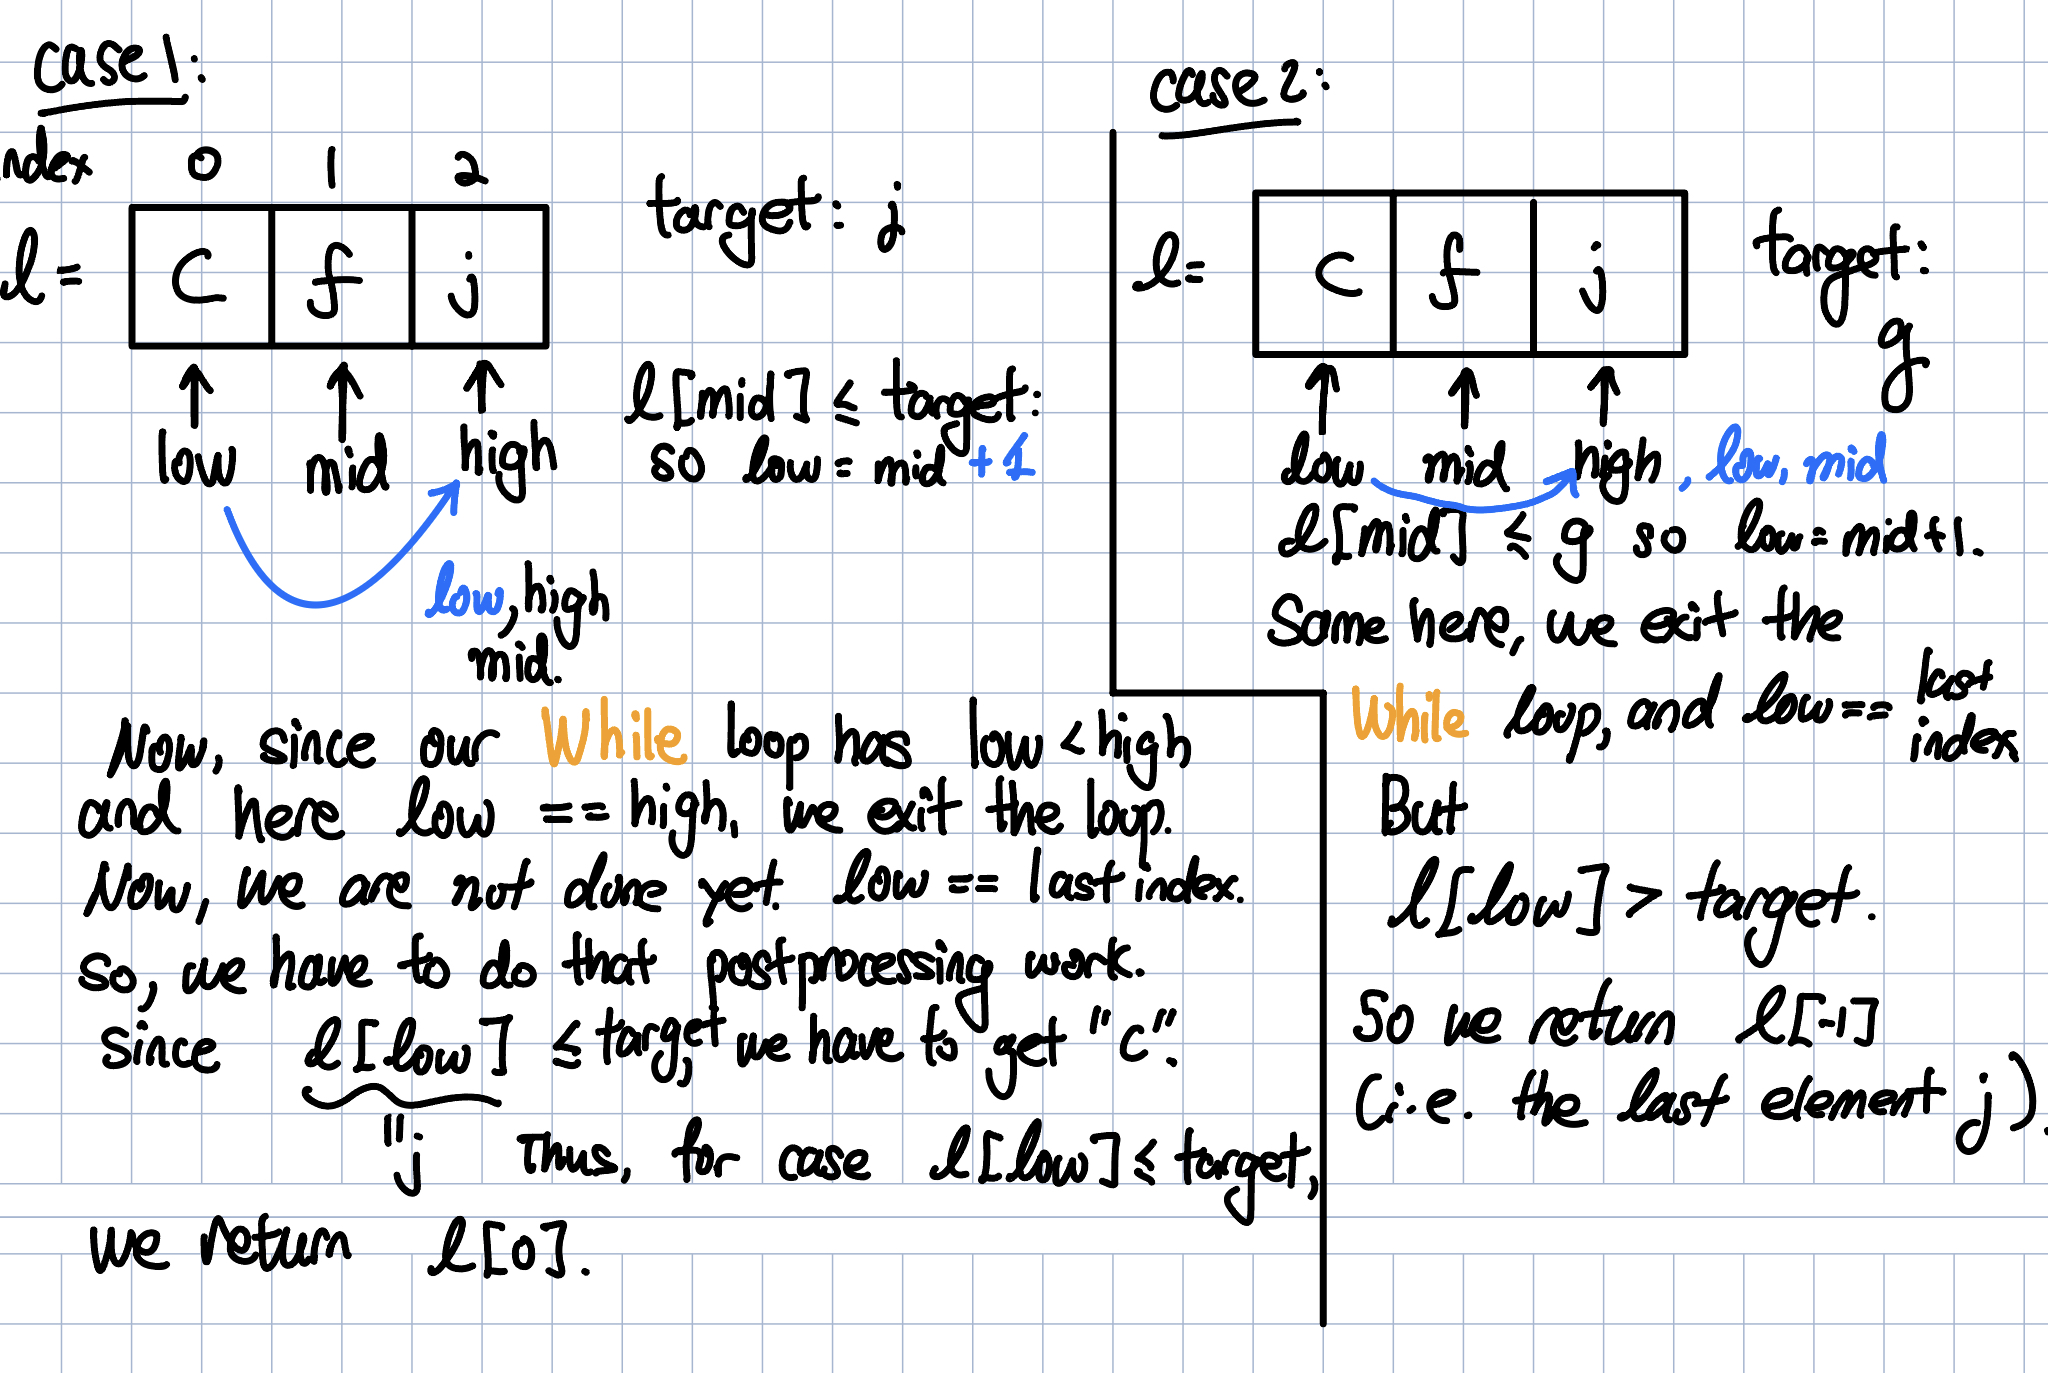 case 1:
ndex 0 1 2
l = c f j
target: j
low mid high
l[mid] ≤ target:
so low = mid +1
low, high
mid.
Now, since our While loop has low < high
and here low == high, we exit the loop.
Now, we are not done yet. low == last index.
So, we have to do that postprocessing work.
since l[low] ≤ target, we have to get "c".
"j Thus, for case l[low] ≤ target,
we return l[0].
case 2:
l= c f j
target:
g
low mid high, low, mid
l[mid] ≤ g so low = mid+1.
Same here, we exit the
While loop, and low == last
index
But
l[low] > target.
So we return l[-1]
(i.e. the last element j).